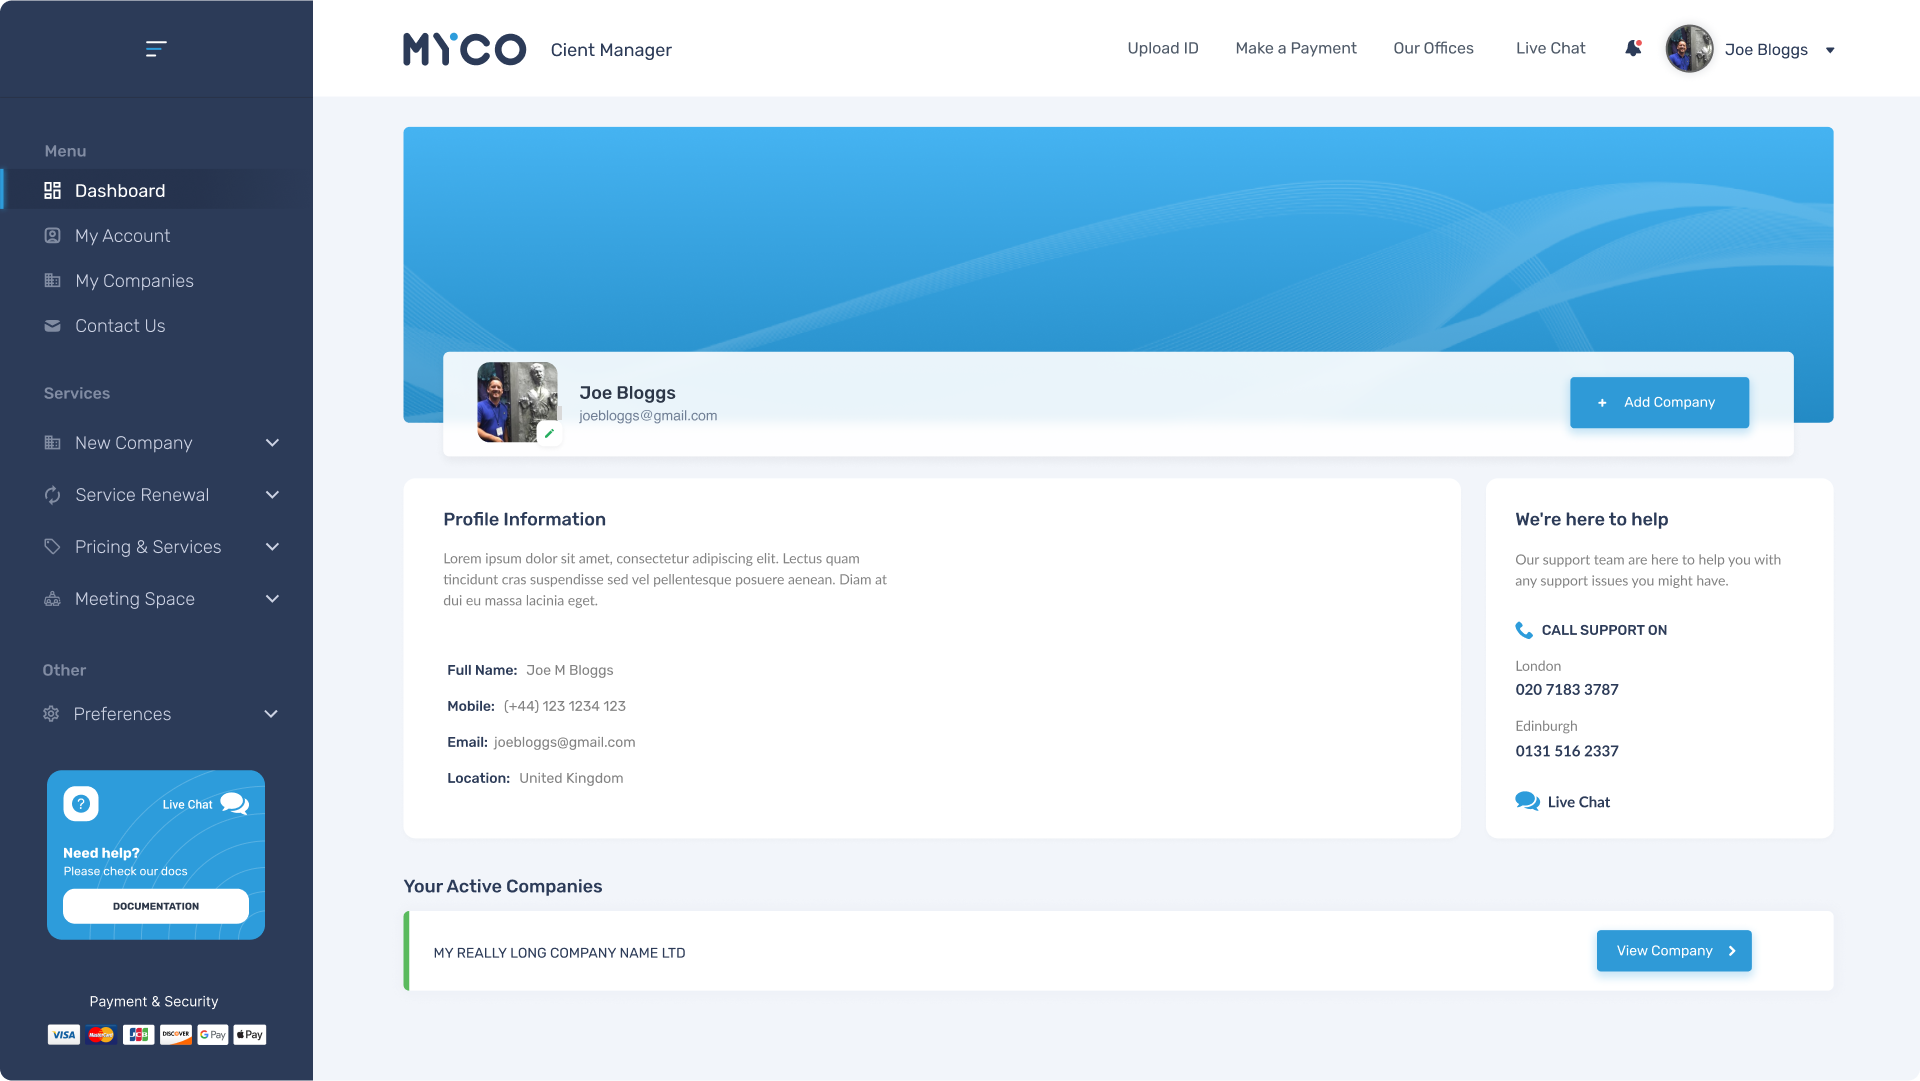 MYCO
Cient Manager
Upload ID
Make a Payment
Our Offices
Live Chat
Joe Bloggs
Menu
Dashboard
My Account
My Companies
Contact Us
Services
New Company
Service Renewal
Pricing & Services
Meeting Space
Other
Preferences
?
Live Chat
Need help?
Please check our docs
DOCUMENTATION
Payment & Security
VISA
MasterCard
JCB
DISCOVER
G Pay
Pay
Joe Bloggs
joebloggs@gmail.com
+ Add Company
Profile Information
Lorem ipsum dolor sit amet, consectetur adipiscing elit. Lectus quam
tincidunt cras suspendisse sed vel pellentesque posuere aenean. Diam at
dui eu massa lacinia eget.
Full Name: Joe M Bloggs
Mobile: (+44) 123 1234 123
Email: joebloggs@gmail.com
Location: United Kingdom
We're here to help
Our support team are here to help you with
any support issues you might have.
CALL SUPPORT ON
London
020 7183 3787
Edinburgh
0131 516 2337
Live Chat
Your Active Companies
MY REALLY LONG COMPANY NAME LTD
View Company